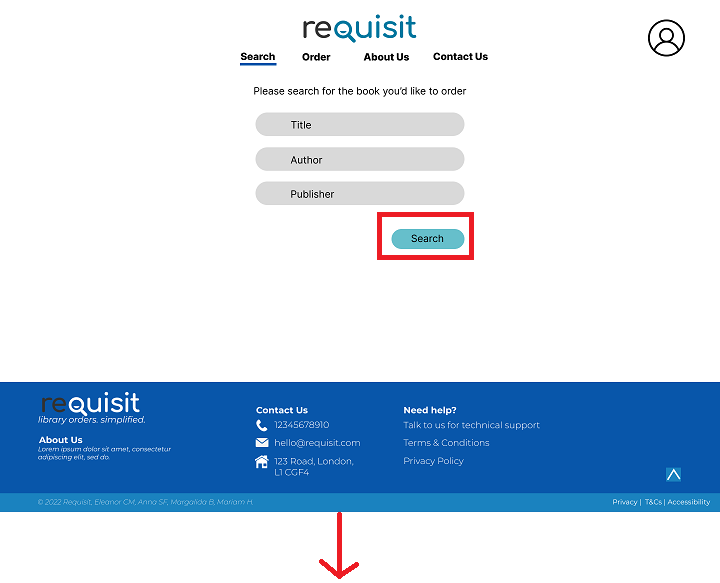 requisit
Search Order About Us Contact Us
Please search for the book you'd like to order
Title
Author
Publisher
Search
requisit
library orders. simplified.
About Us
Lorem ipsum dolor sit amet, consectetur
adipiscing elit, sed do.
Contact Us
12345678910
hello@requisit.com
123 Road, London,
L1 CGF4
Need help?
Talk to us for technical support
Terms & Conditions
Privacy Policy
© 2022 Requisit, Eleanor CM, Anna SF, Margalida B, Mariam H.
Privacy | T&Cs | Accessibility